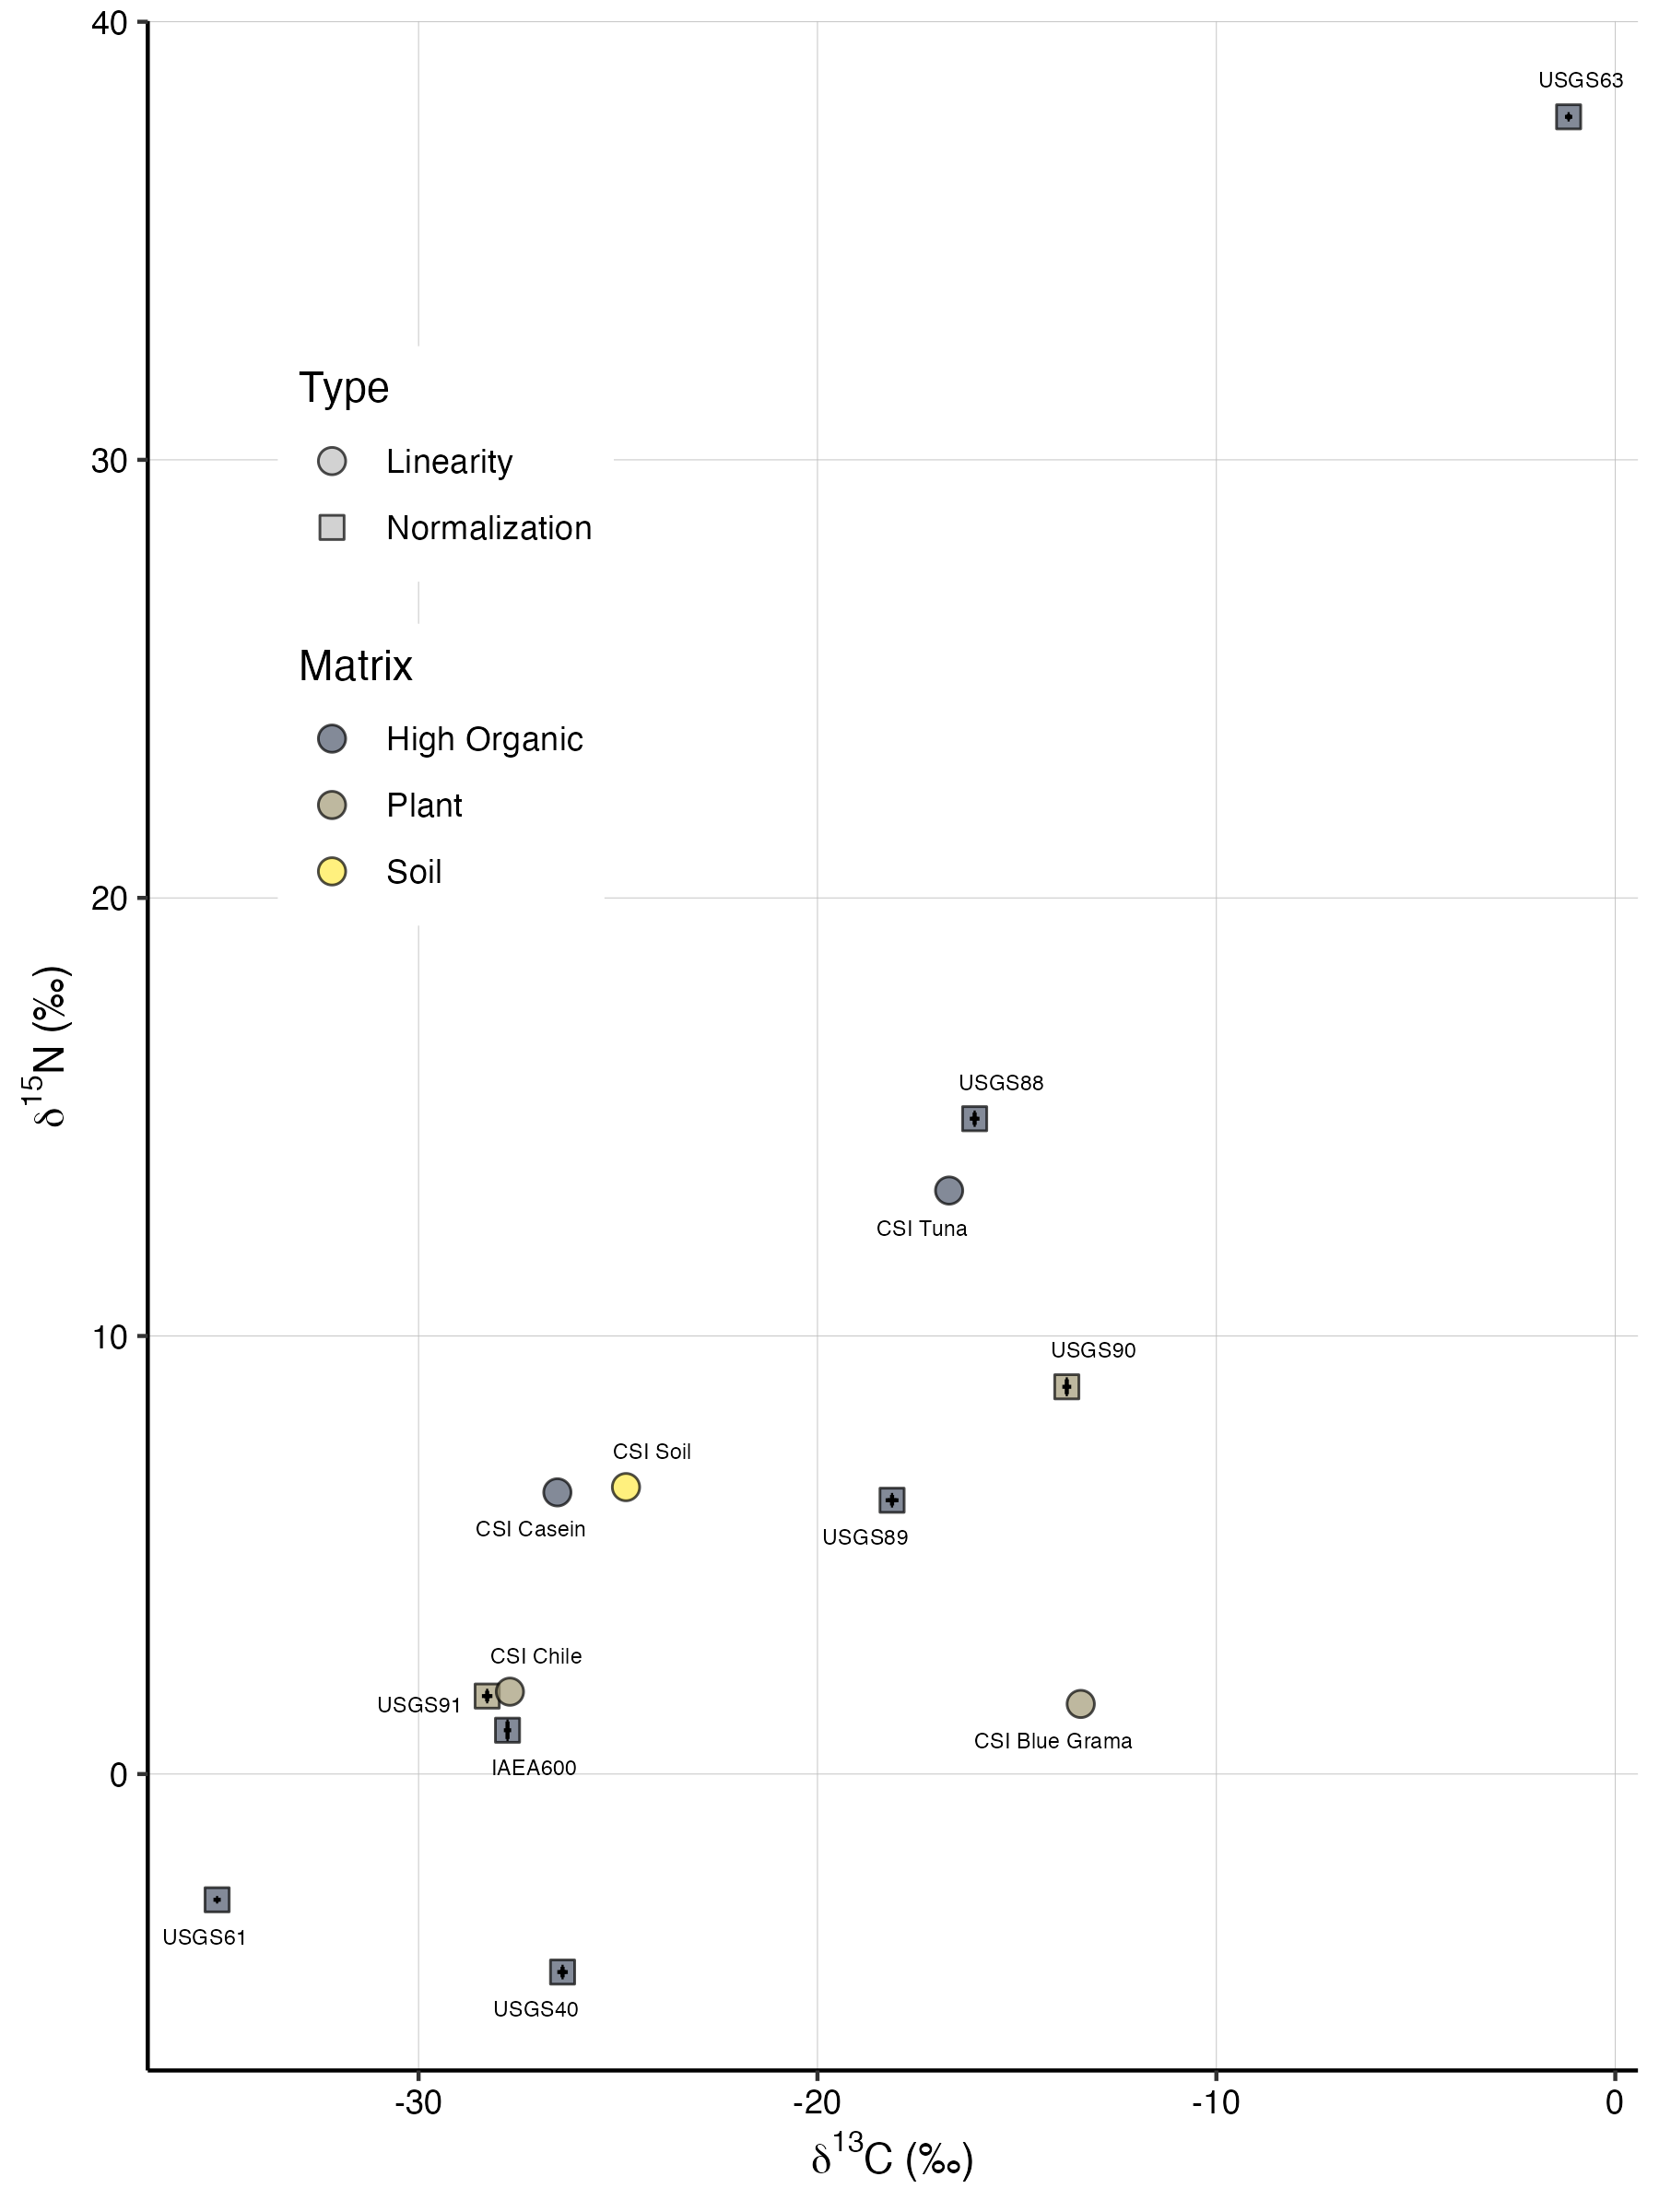 40
USGS63
Type
30
Linearity
Normalization
Matrix
High Organic
Plant
Soil
20
δ15N (‰)
USGS88
CSI Tuna
10
USGS90
CSI Soil
CSI Casein
USGS89
CSI Chile
USGS91
CSI Blue Grama
IAEA600
0
USGS61
USGS40
-30 -20 -10 0
δ13C (‰)